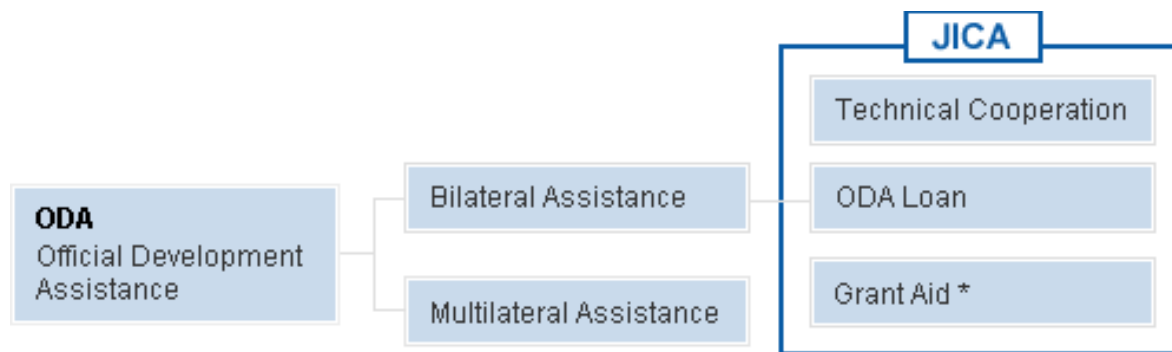 JICA
Technical Cooperation
ODA
Official Development
Assistance
Bilateral Assistance
ODA Loan
Multilateral Assistance
Grant Aid *